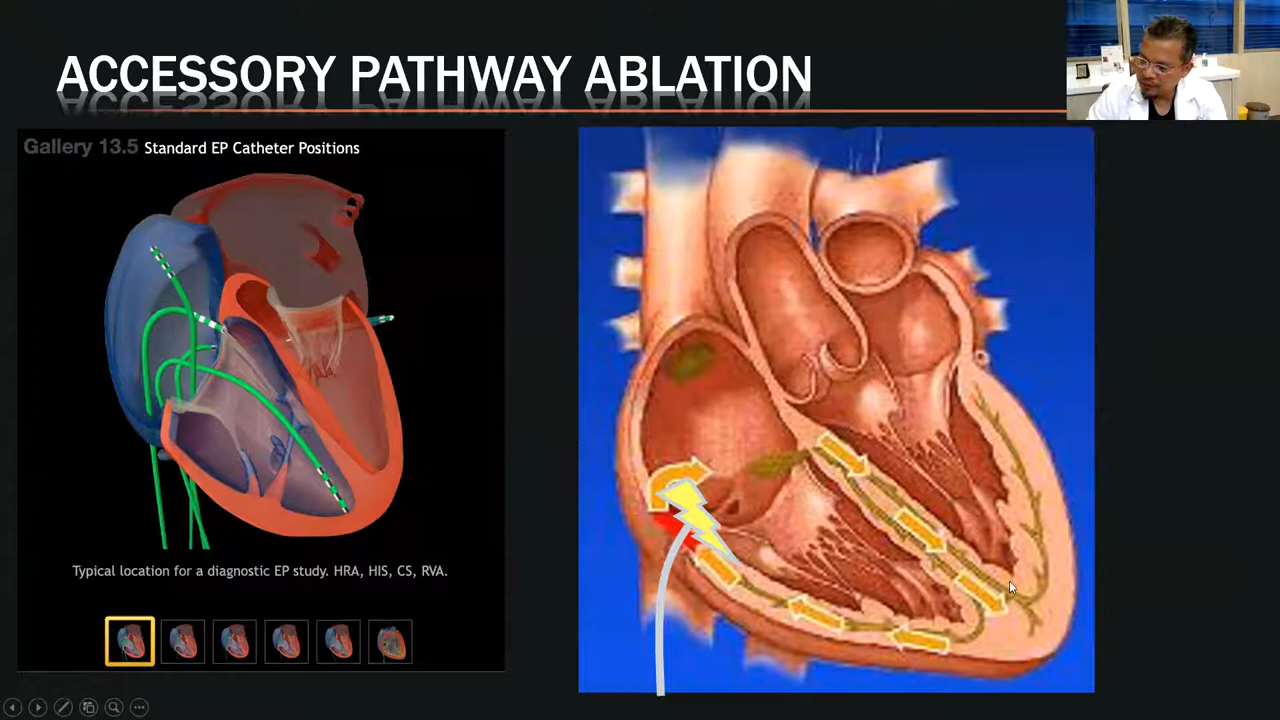 ACCESSORY PATHWAY ABLATION
Gallery 13.5 Standard EP Catheter Positions
Typical location for a diagnostic EP study. HRA, HIS, CS, RVA.